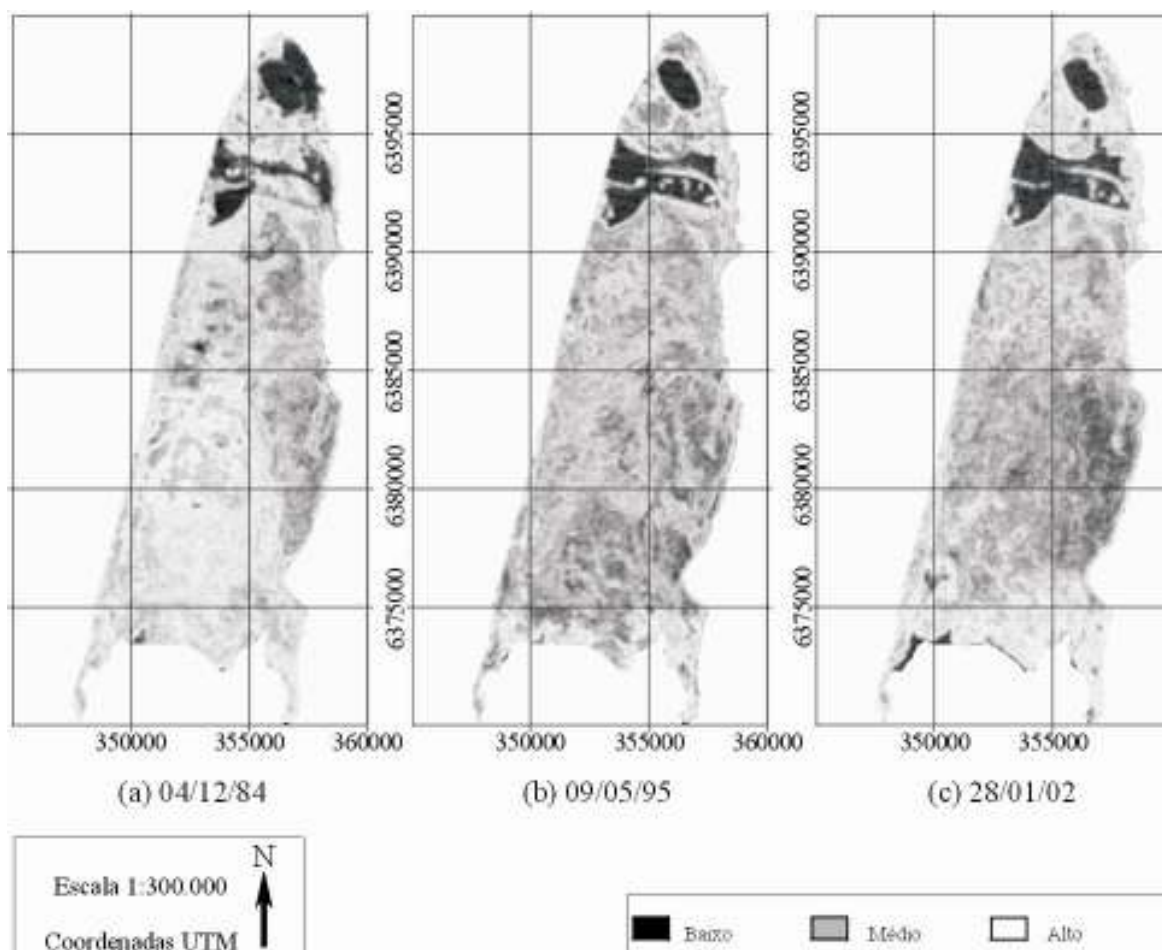 6395000
6390000
6385000
6380000
6375000
6395000
6390000
6385000
6380000
6375000
350000 355000 360000
350000 355000 360000
350000 355000
(a) 04/12/84
(b) 09/05/95
(c) 28/01/02
Escala 1:300.000
N
Coordenadas UTM
Baixo Médio Alto